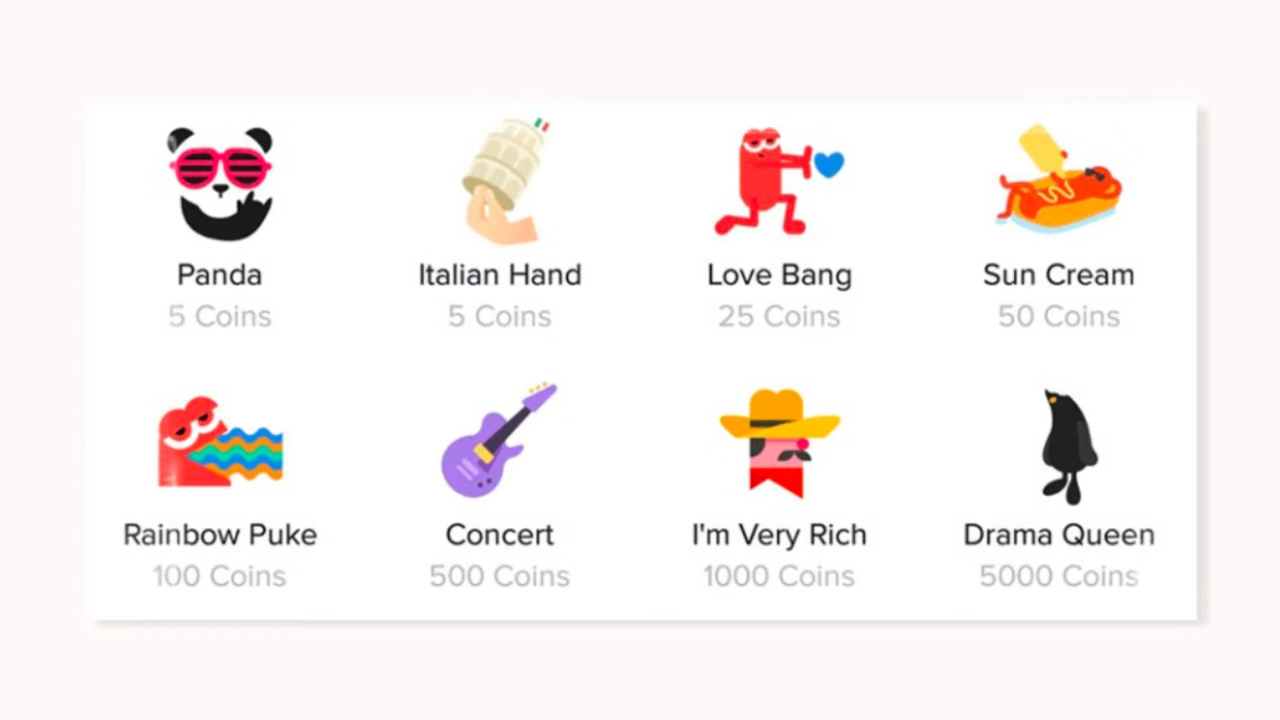 Panda
5 Coins
Italian Hand
5 Coins
Love Bang
25 Coins
Sun Cream
50 Coins
Rainbow Puke
100 Coins
Concert
500 Coins
I'm Very Rich
1000 Coins
Drama Queen
5000 Coins